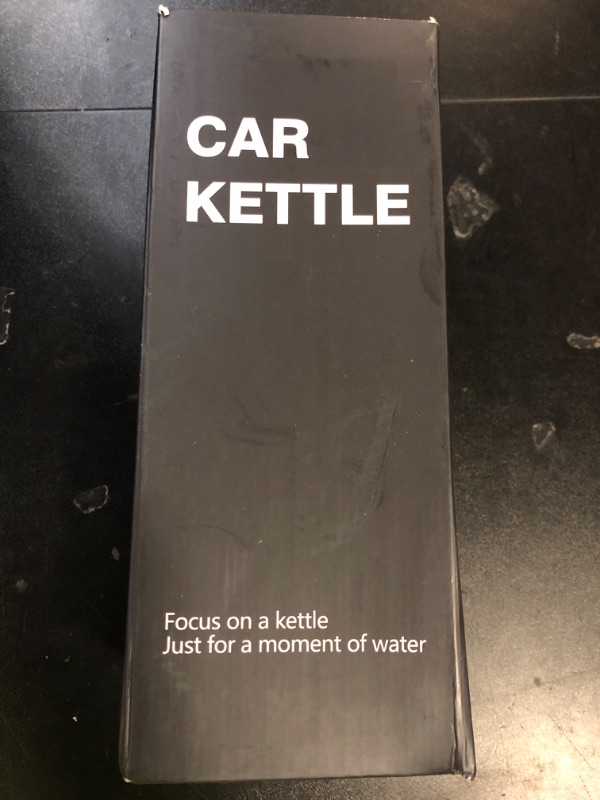 CAR
KETTLE
Focus on a kettle
Just for a moment of water